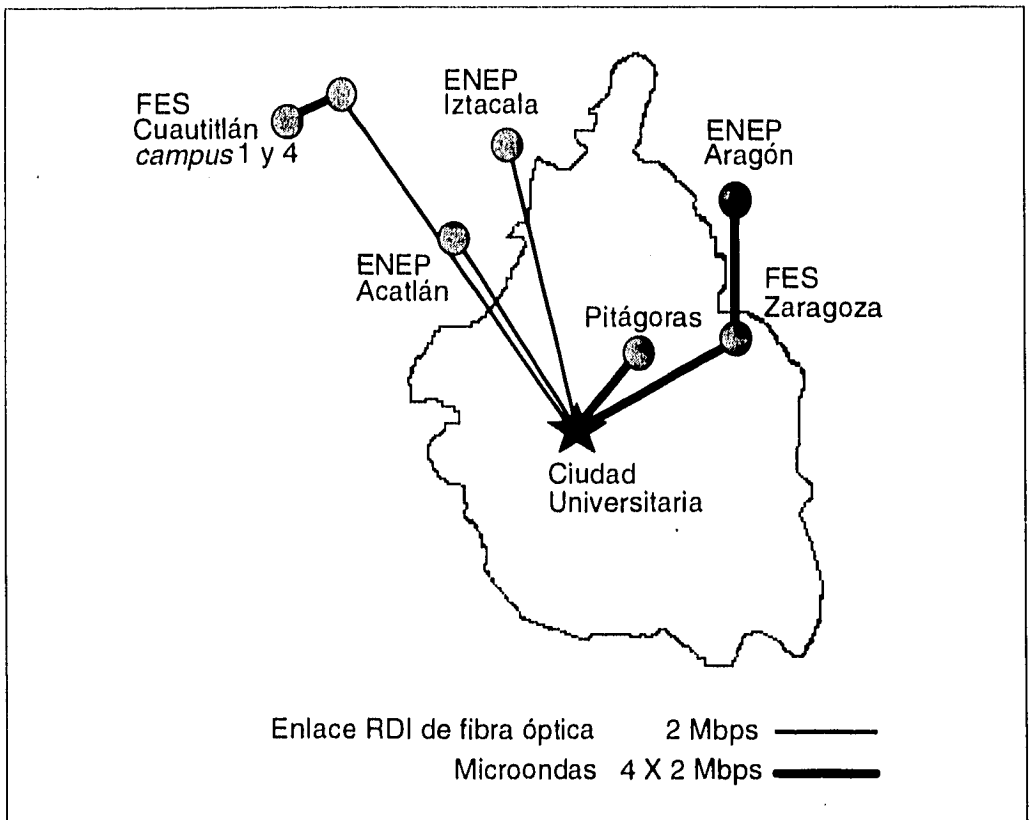 ENEP
Iztacala
FES
Cuautitlán
campus 1 y 4
ENEP
Aragón
ENEP
Acatlán
FES
Zaragoza
Pitágoras
Ciudad
Universitaria
Enlace RDI de fibra óptica 2 Mbps
Microondas 4 X 2 Mbps